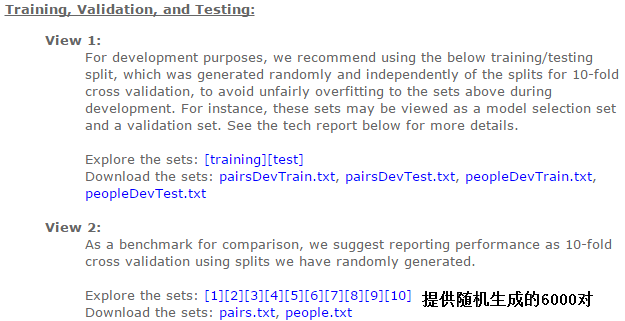 Training, Validation, and Testing:
View 1:
For development purposes, we recommend using the below training/testing
split, which was generated randomly and independently of the splits for 10-fold
cross validation, to avoid unfairly overfitting to the sets above during
development. For instance, these sets may be viewed as a model selection set
and a validation set. See the tech report below for more details.
Explore the sets: [training][test]
Download the sets: pairsDevTrain.txt, pairsDevTest.txt, peopleDevTrain.txt,
peopleDevTest.txt
View 2:
As a benchmark for comparison, we suggest reporting performance as 10-fold
cross validation using splits we have randomly generated.
Explore the sets: [1][2][3][4][5][6][7][8][9][10] 提供随机生成的6000对
Download the sets: pairs.txt, people.txt